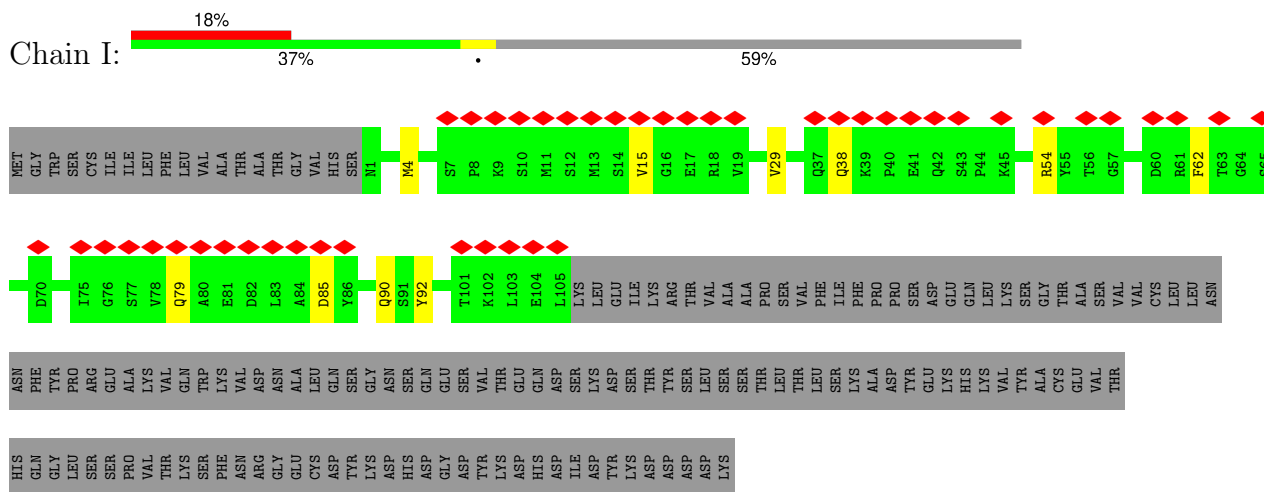 18%
Chain I:
37% • 59%
MET GLY TRP SER CYS ILE ILE LEU PHE LEU VAL ALA THR ALA THR GLY VAL HIS SER N1 M4 S7 P8 K9 S10 M11 S12 M13 S14 V15 G16 E17 R18 V19 V29 Q37 Q38 K39 P40 E41 Q42 S43 P44 K45 R54 Y55 T56 G57 D60 R61 F62 T63 G64 S65
D70 I75 G76 S77 V78 Q79 A80 E81 D82 L83 A84 D85 Y86 Q90 S91 Y92 T101 K102 L103 E104 L105 LYS LEU GLU ILE LYS ARG THR VAL ALA ALA PRO SER VAL PHE ILE PHE PRO PRO SER ASP GLU GLN LEU LYS SER GLY THR ALA SER VAL VAL CYS LEU LEU ASN
ASN PHE TYR PRO ARG GLU ALA LYS VAL GLN TRP LYS VAL ASP ASN ALA LEU GLN SER GLY ASN SER GLN GLU SER VAL THR GLU GLN ASP SER LYS ASP SER THR TYR SER LEU SER SER THR LEU THR LEU SER LYS ALA ASP TYR GLU LYS HIS LYS VAL TYR ALA CYS GLU VAL THR
HIS GLN GLY LEU SER SER PRO VAL THR LYS SER PHE ASN ARG GLY GLU CYS ASP TYR LYS ASP HIS ASP GLY ASP TYR LYS ASP HIS ASP ILE ASP TYR LYS ASP ASP ASP ASP LYS